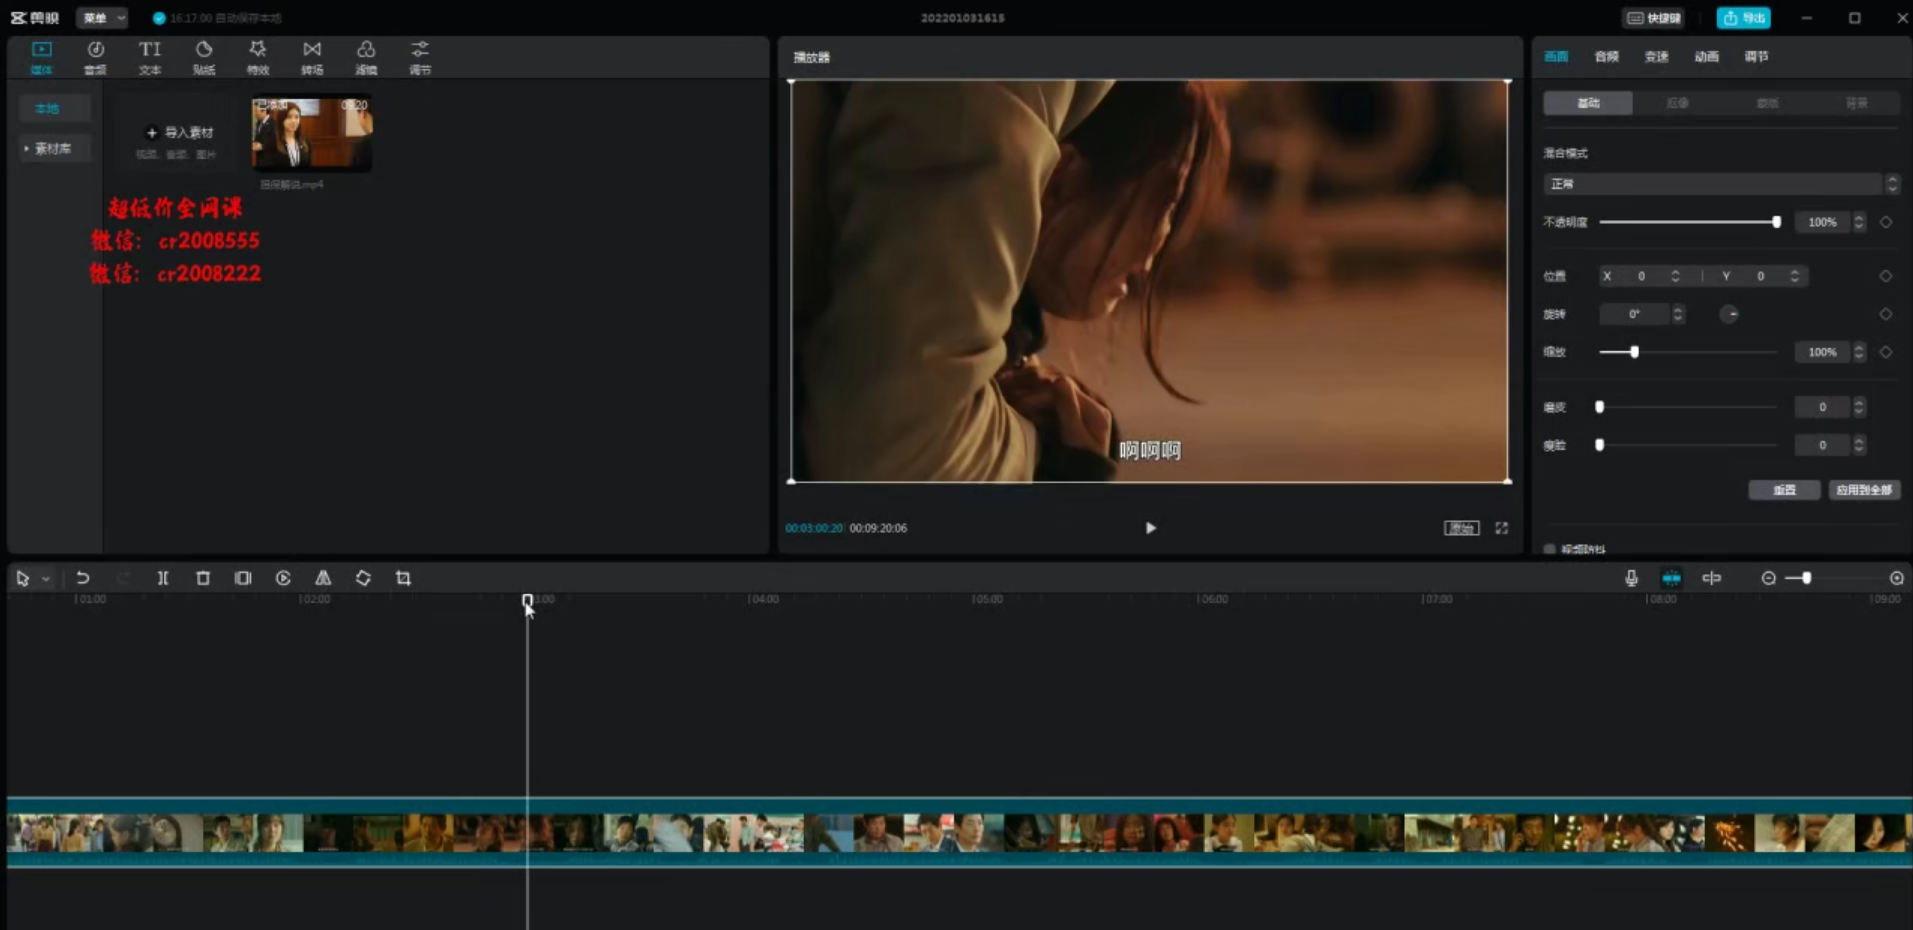 剪映
菜单
16:17:00 自动保存本地
202201031615
快捷键
导出
媒体
音频
文本
贴纸
特效
转场
滤镜
调节
本地
素材库
导入素材
视频、音频、图片
已添加
09:20
超低价全网课
微信: cr2008555
微信: cr2008222
播放器
啊啊啊
00:03:00:20
00:09:20:06
原始
画面
音频
变速
动画
调节
基础
抠像
蒙版
背景
混合模式
正常
不透明度
100%
位置
X 0
Y 0
旋转
0°
缩放
100%
磨皮
0
瘦脸
0
重置
应用到全部
视频防抖
01:00
02:00
04:00
05:00
06:00
07:00
08:00
09:00